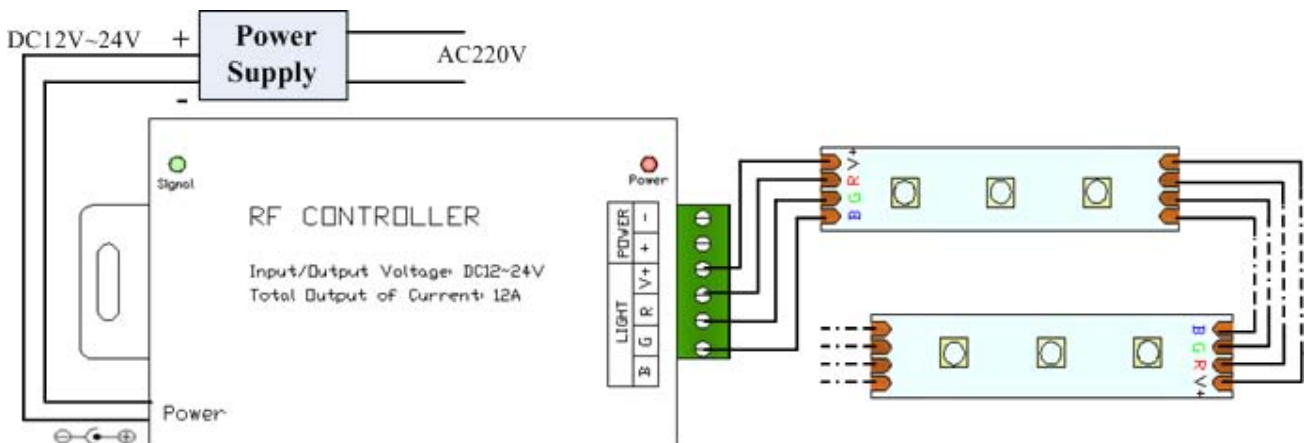 DC12V~24V
+
Power
Supply
AC220V
-
Signal
Power
RF CONTROLLER
Input/Output Voltage: DC12~24V
Total Output of Current: 12A
POWER
-
+
LIGHT
V+
R
G
B
V+
R
G
B
B
G
R
V+
Power